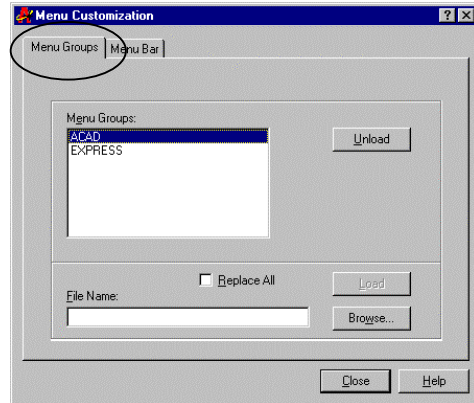 Menu Customization
Menu Groups Menu Bar
Menu Groups:
ACAD
EXPRESS
Unload
Replace All
Load
File Name:
Browse...
Close Help